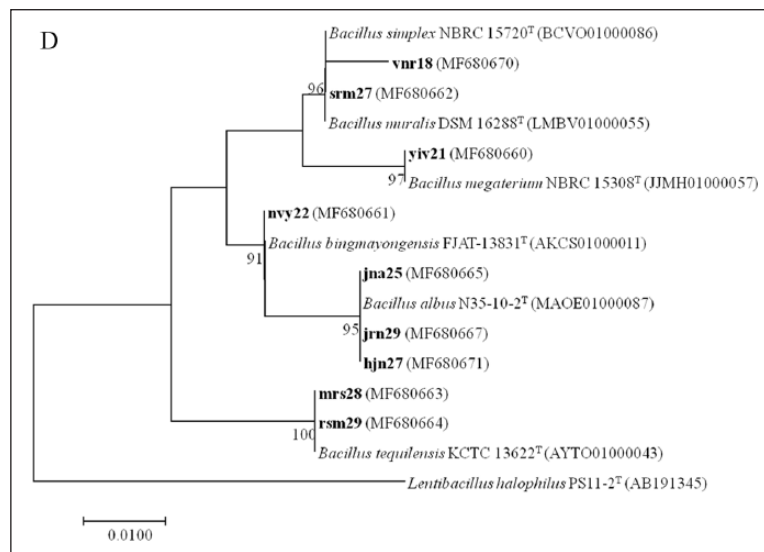 D
Bacillus simplex NBRC 15720ᵀ (BCVO01000086)
vnr18 (MF680670)
96
srm27 (MF680662)
Bacillus muralis DSM 16288ᵀ (LMBV01000055)
yiv21 (MF680660)
97
Bacillus megaterium NBRC 15308ᵀ (JJMH01000057)
nvy22 (MF680661)
Bacillus bingmayongensis FJAT-13831ᵀ (AKCS01000011)
91
jna25 (MF680665)
Bacillus albus N35-10-2ᵀ (MAOE01000087)
95
jrn29 (MF680667)
hjn27 (MF680671)
mrs28 (MF680663)
rsm29 (MF680664)
100
Bacillus tequilensis KCTC 13622ᵀ (AYTO01000043)
Lentibacillus halophilus PS11-2ᵀ (AB191345)
0.0100